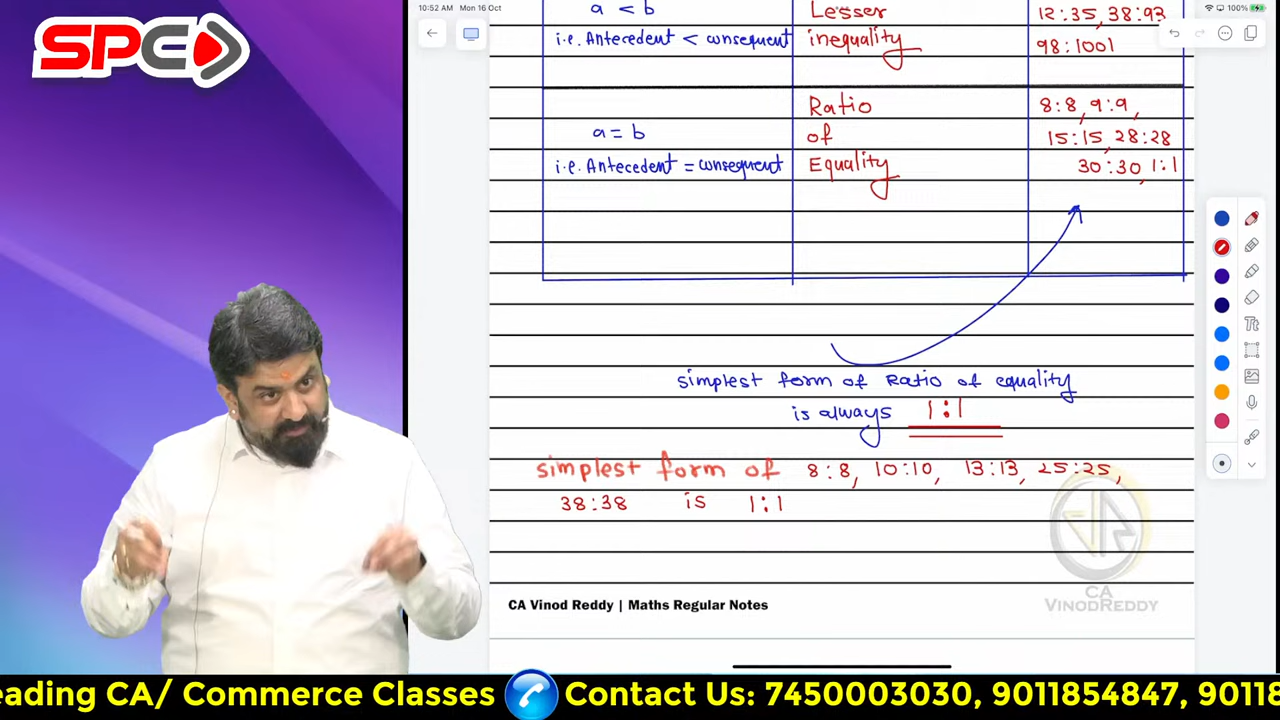 10:52 AM Mon 16 Oct
100%
SPC
a < b
Lesser
12:35, 38:93
i.e. Antecedent < consequent
inequality
98:1001
Ratio
8:8, 9:9,
a = b
of
15:15, 28:28
i.e. Antecedent = consequent
Equality
30:30, 1:1
Tt
simplest form of Ratio of equality
is always 1:1
simplest form of 8:8, 10:10, 13:13, 25:25,
38:38 is 1:1
CA
VINODREDDY
CA Vinod Reddy | Maths Regular Notes
eading CA/ Commerce Classes Contact Us: 7450003030, 9011854847, 90118